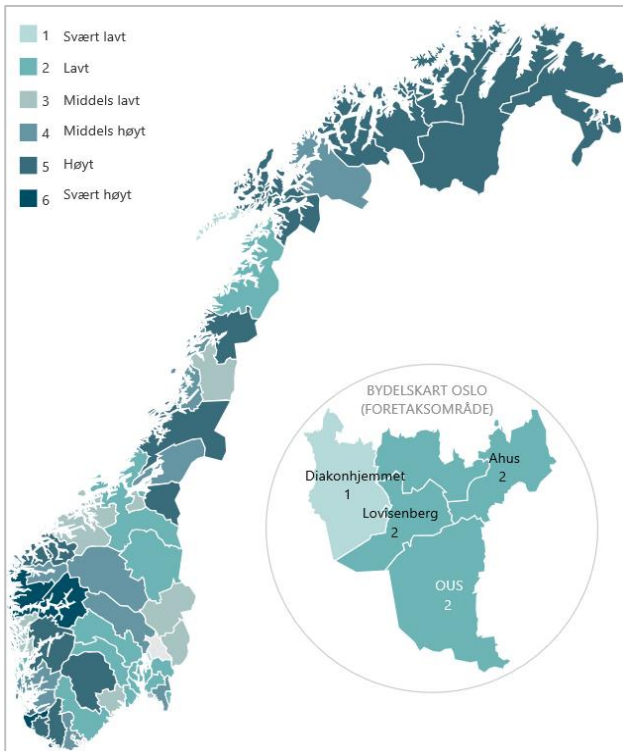 1 Svært lavt
2 Lavt
3 Middels lavt
4 Middels høyt
5 Høyt
6 Svært høyt
BYDELSKART OSLO
(FORETAKSOMRÅDE)
Ahus
2
Diakonhjemmet
1
Lovisenberg
2
OUS
2